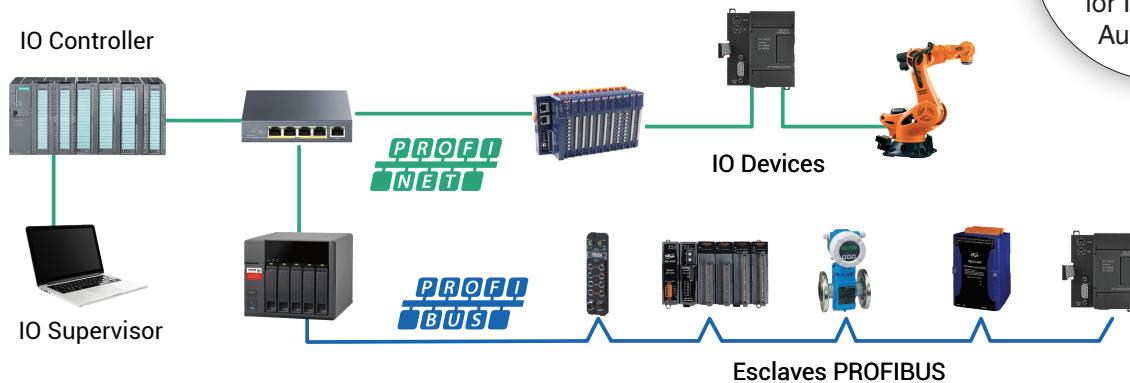 IO Controller
PROFI
NET
IO Devices
IO Supervisor
PROFI
BUS
Esclaves PROFIBUS